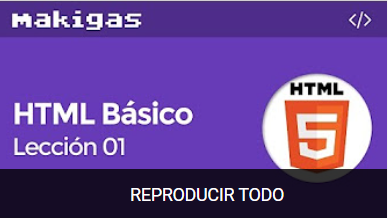 makigas
</>
HTML Básico
Lección 01
HTML
5
REPRODUCIR TODO